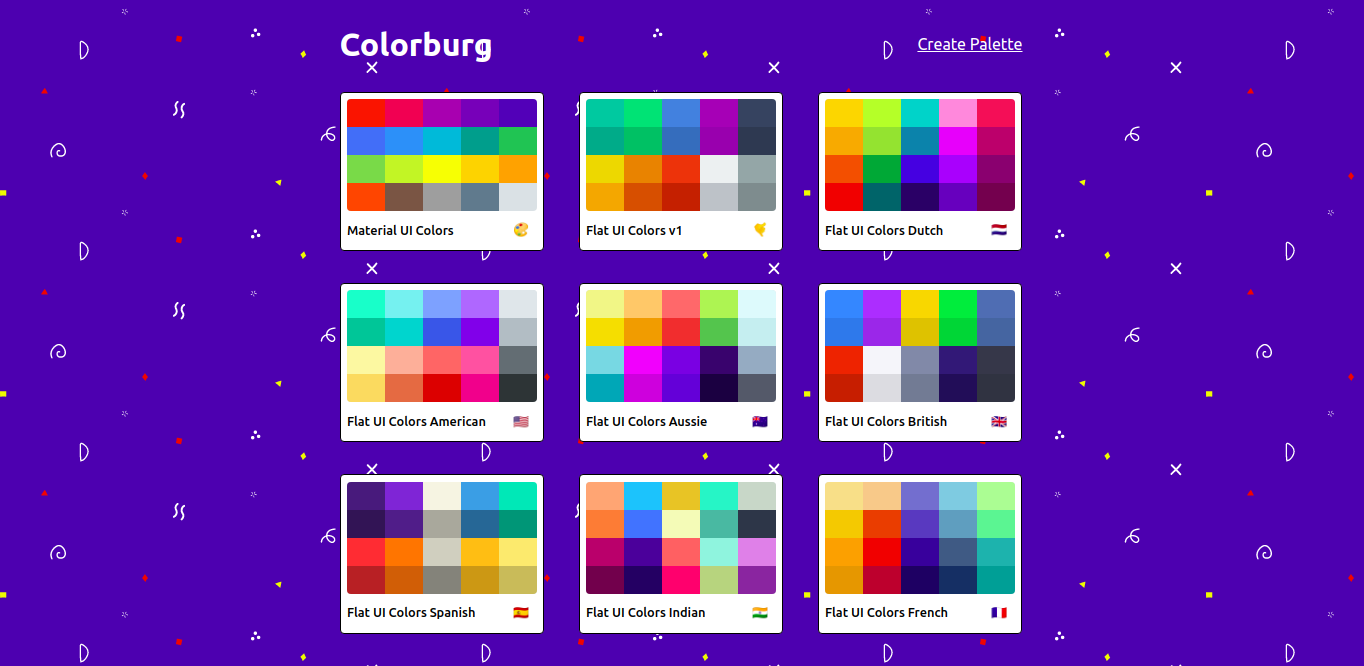 Colorburg
Create Palette
Material UI Colors
Flat UI Colors v1
Flat UI Colors Dutch
Flat UI Colors American
Flat UI Colors Aussie
Flat UI Colors British
Flat UI Colors Spanish
Flat UI Colors Indian
Flat UI Colors French